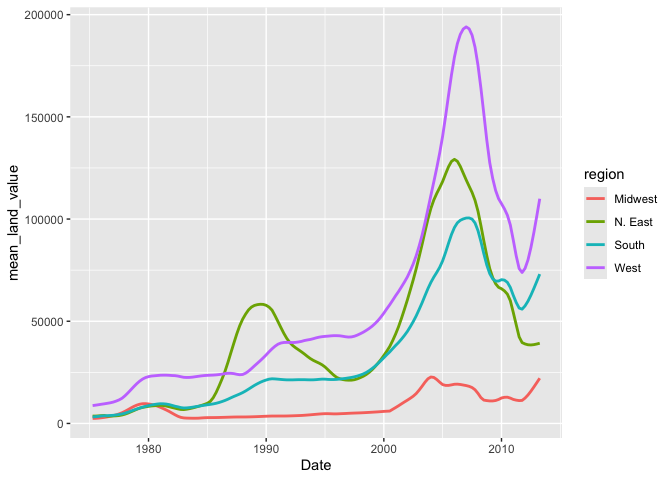 200000
150000
100000
50000
0
mean_land_value
1980 1990 2000 2010
Date
region
Midwest
N. East
South
West